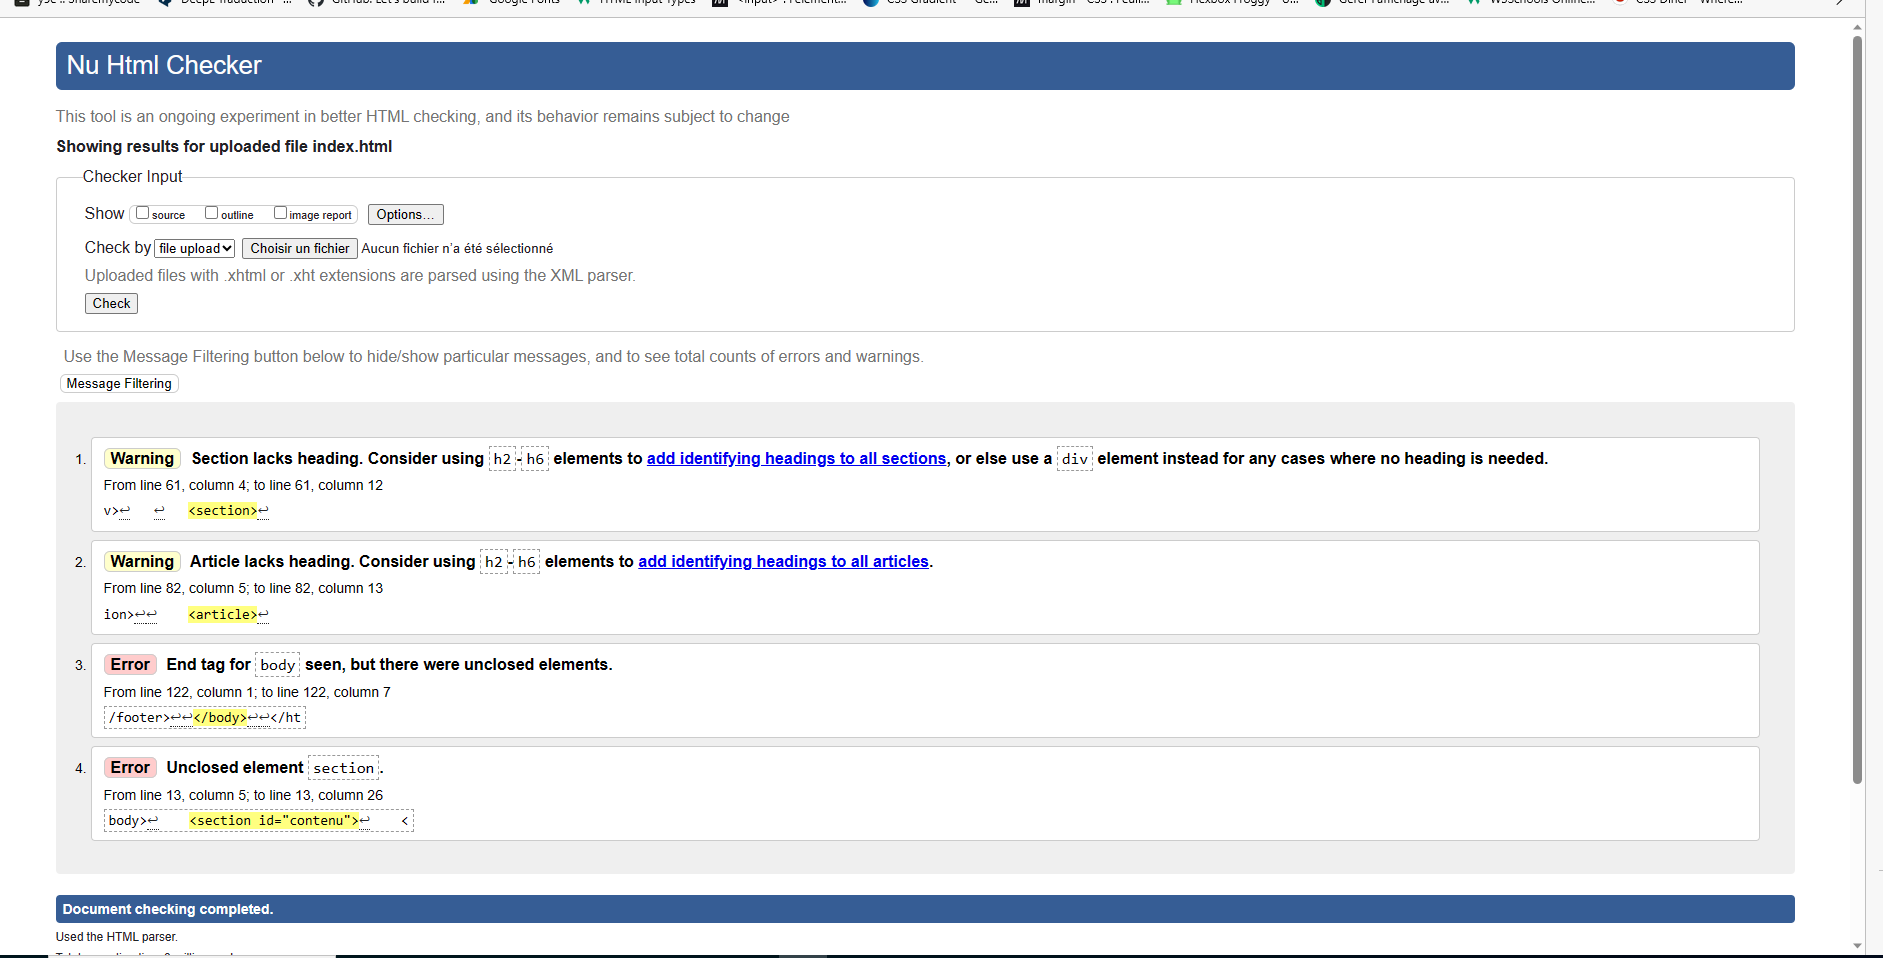 Nu Html Checker
This tool is an ongoing experiment in better HTML checking, and its behavior remains subject to change
Showing results for uploaded file index.html
Checker Input
Show source outline image report Options...
Check by file upload Choisir un fichier Aucun fichier n'a été sélectionné
Uploaded files with .xhtml or .xht extensions are parsed using the XML parser.
Check
Use the Message Filtering button below to hide/show particular messages, and to see total counts of errors and warnings.
Message Filtering
1. Warning Section lacks heading. Consider using h2-h6 elements to add identifying headings to all sections, or else use a div element instead for any cases where no heading is needed.
From line 61, column 4; to line 61, column 12
v>↩ ↩ <section>↩
2. Warning Article lacks heading. Consider using h2-h6 elements to add identifying headings to all articles.
From line 82, column 5; to line 82, column 13
ion>↩↩ <article>↩
3. Error End tag for body seen, but there were unclosed elements.
From line 122, column 1; to line 122, column 7
/footer>↩↩</body>↩↩</ht
4. Error Unclosed element section.
From line 13, column 5; to line 13, column 26
body>↩ <section id="contenu">↩ <
Document checking completed.
Used the HTML parser.